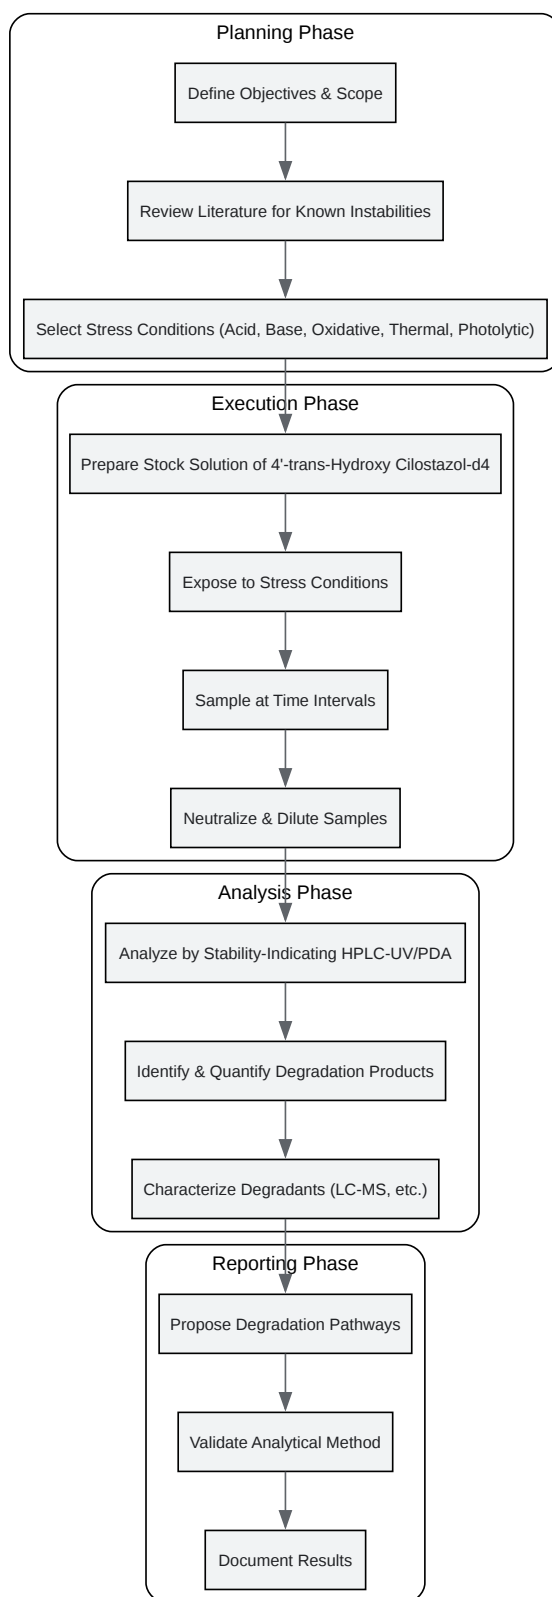 Planning Phase
Define Objectives & Scope
Review Literature for Known Instabilities
Select Stress Conditions (Acid, Base, Oxidative, Thermal, Photolytic)
Execution Phase
Prepare Stock Solution of 4'-trans-Hydroxy Cilostazol-d4
Expose to Stress Conditions
Sample at Time Intervals
Neutralize & Dilute Samples
Analysis Phase
Analyze by Stability-Indicating HPLC-UV/PDA
Identify & Quantify Degradation Products
Characterize Degradants (LC-MS, etc.)
Reporting Phase
Propose Degradation Pathways
Validate Analytical Method
Document Results